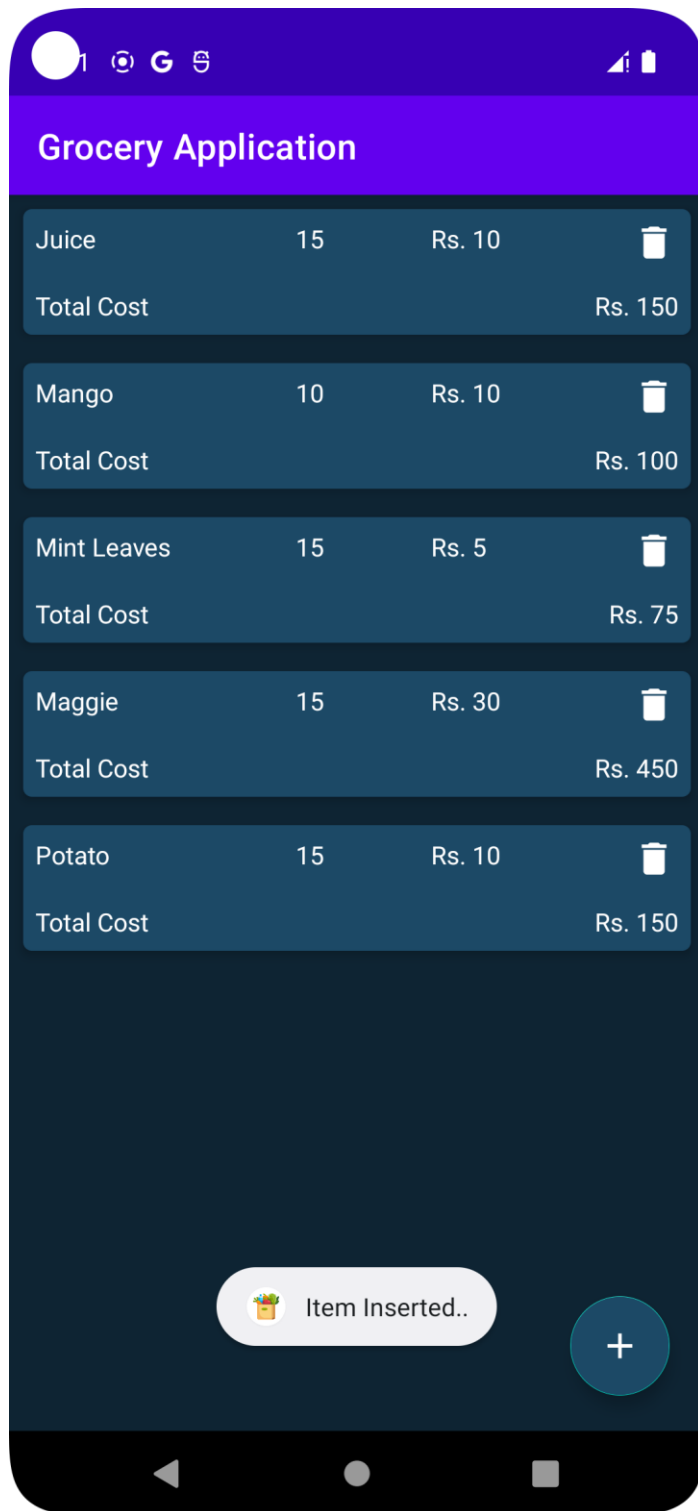 Grocery Application
Juice 15 Rs. 10
Total Cost Rs. 150
Mango 10 Rs. 10
Total Cost Rs. 100
Mint Leaves 15 Rs. 5
Total Cost Rs. 75
Maggie 15 Rs. 30
Total Cost Rs. 450
Potato 15 Rs. 10
Total Cost Rs. 150
Item Inserted..